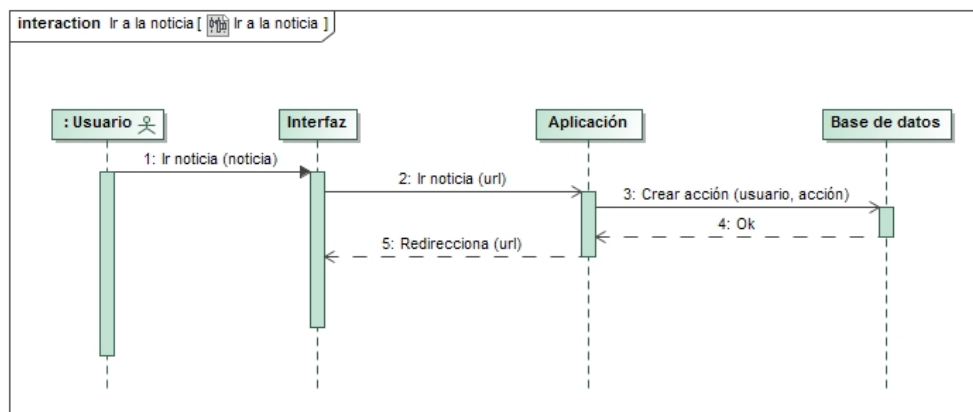 interaction Ir a la noticia [ Ir a la noticia ]
: Usuario
Interfaz
Aplicación
Base de datos
1: Ir noticia (noticia)
2: Ir noticia (url)
3: Crear acción (usuario, acción)
4: Ok
5: Redirecciona (url)